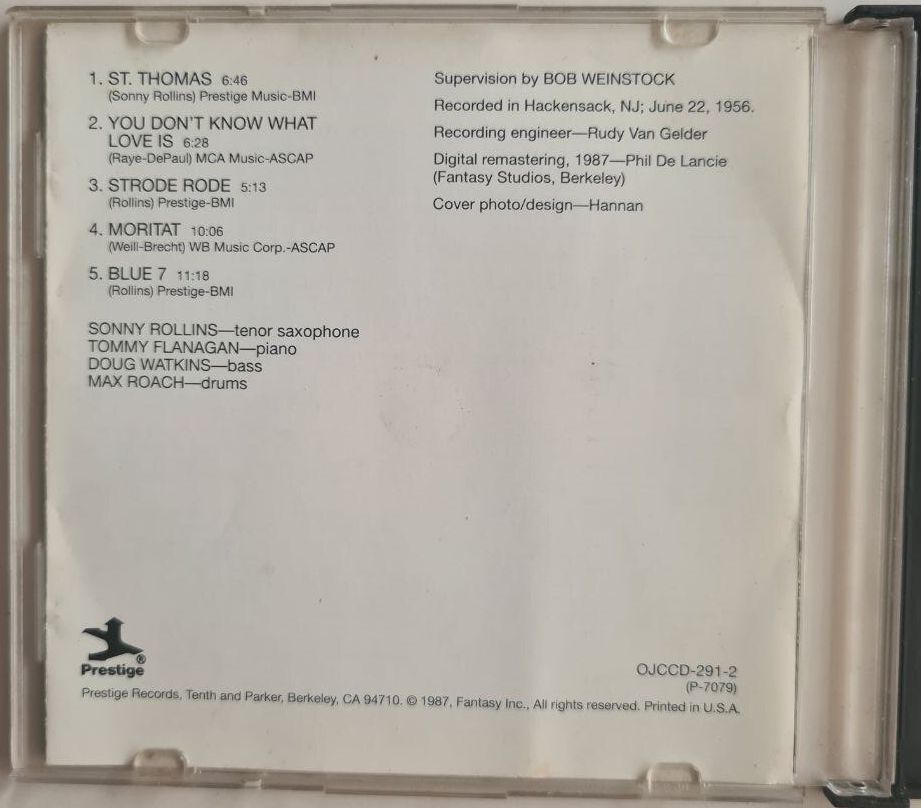 1. ST. THOMAS 6:46
(Sonny Rollins) Prestige Music-BMI
2. YOU DON'T KNOW WHAT
LOVE IS 6:28
(Raye-DePaul) MCA Music-ASCAP
3. STRODE RODE 5:13
(Rollins) Prestige-BMI
4. MORITAT 10:06
(Weill-Brecht) WB Music Corp.-ASCAP
5. BLUE 7 11:18
(Rollins) Prestige-BMI
SONNY ROLLINS—tenor saxophone
TOMMY FLANAGAN—piano
DOUG WATKINS—bass
MAX ROACH—drums
Supervision by BOB WEINSTOCK
Recorded in Hackensack, NJ; June 22, 1956.
Recording engineer—Rudy Van Gelder
Digital remastering, 1987—Phil De Lancie
(Fantasy Studios, Berkeley)
Cover photo/design—Hannan
Prestige®
OJCCD-291-2
(P-7079)
Prestige Records, Tenth and Parker, Berkeley, CA 94710. © 1987, Fantasy Inc., All rights reserved. Printed in U.S.A.